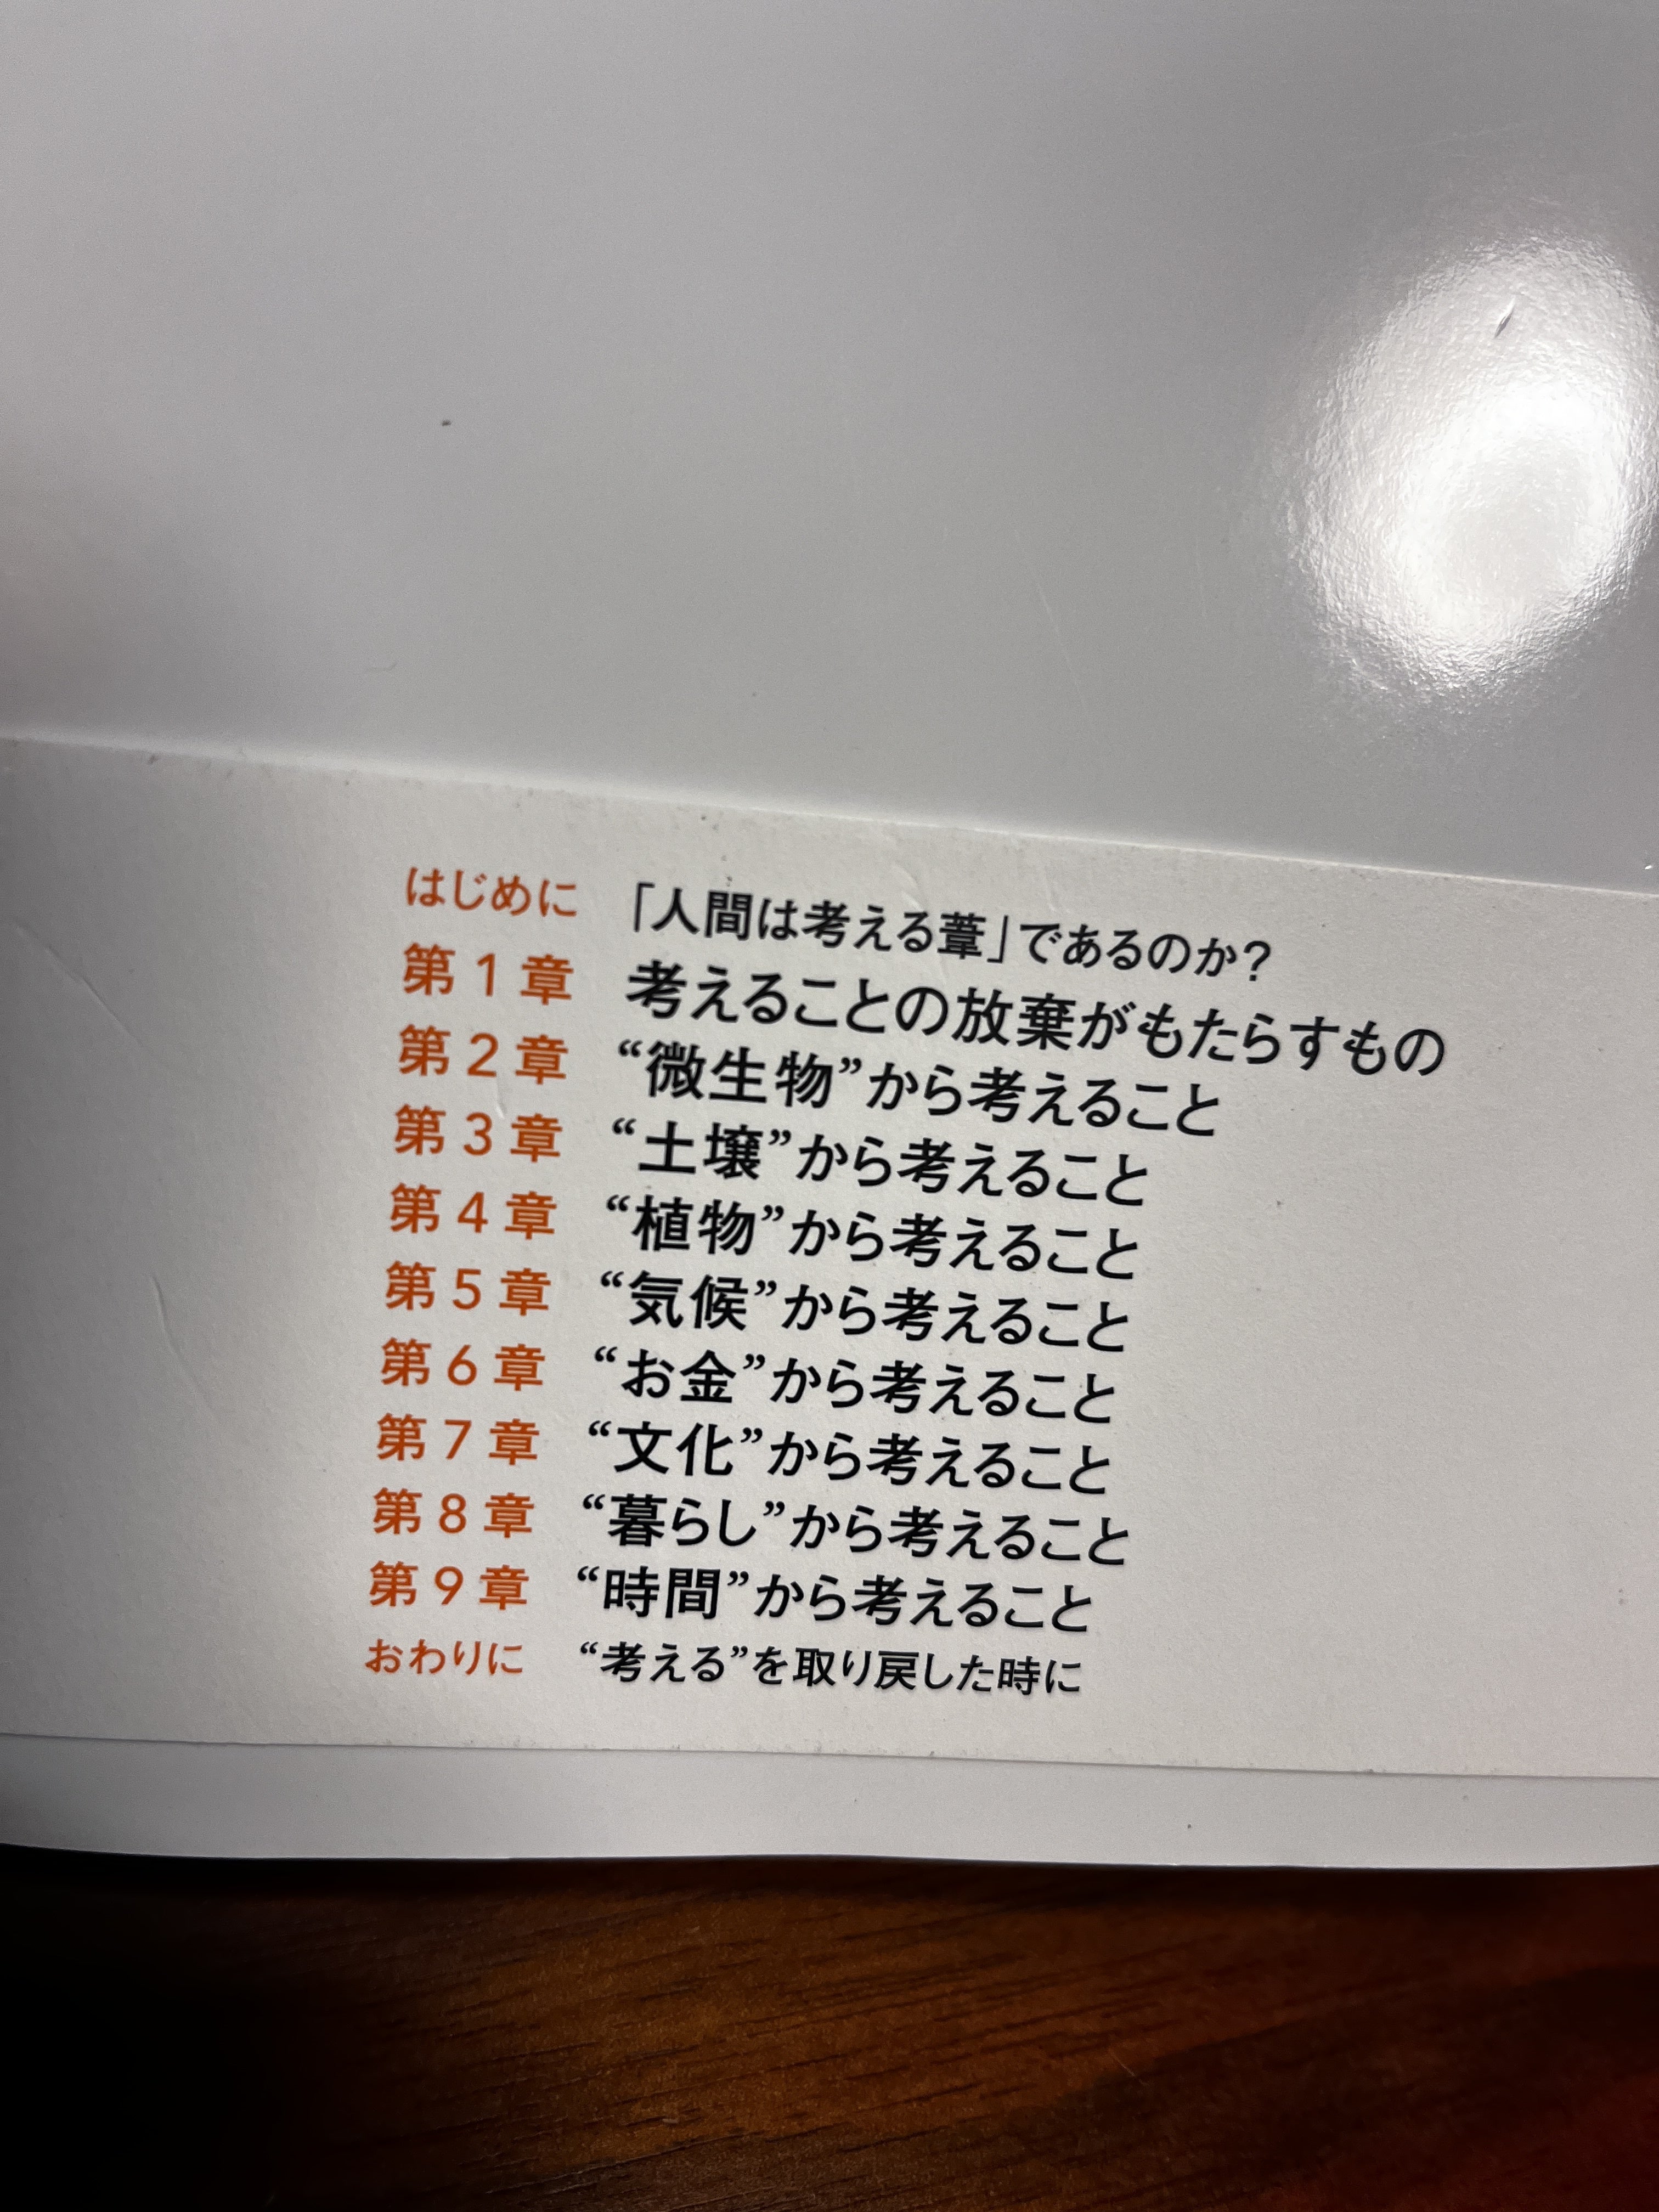 はじめに 「人間は考える葦」であるのか?
第1章 考えることの放棄がもたらすもの
第2章 “微生物”から考えること
第3章 “土壌”から考えること
第4章 “植物”から考えること
第5章 “気候”から考えること
第6章 “お金”から考えること
第7章 “文化”から考えること
第8章 “暮らし”から考えること
第9章 “時間”から考えること
おわりに “考える”を取り戻した時に